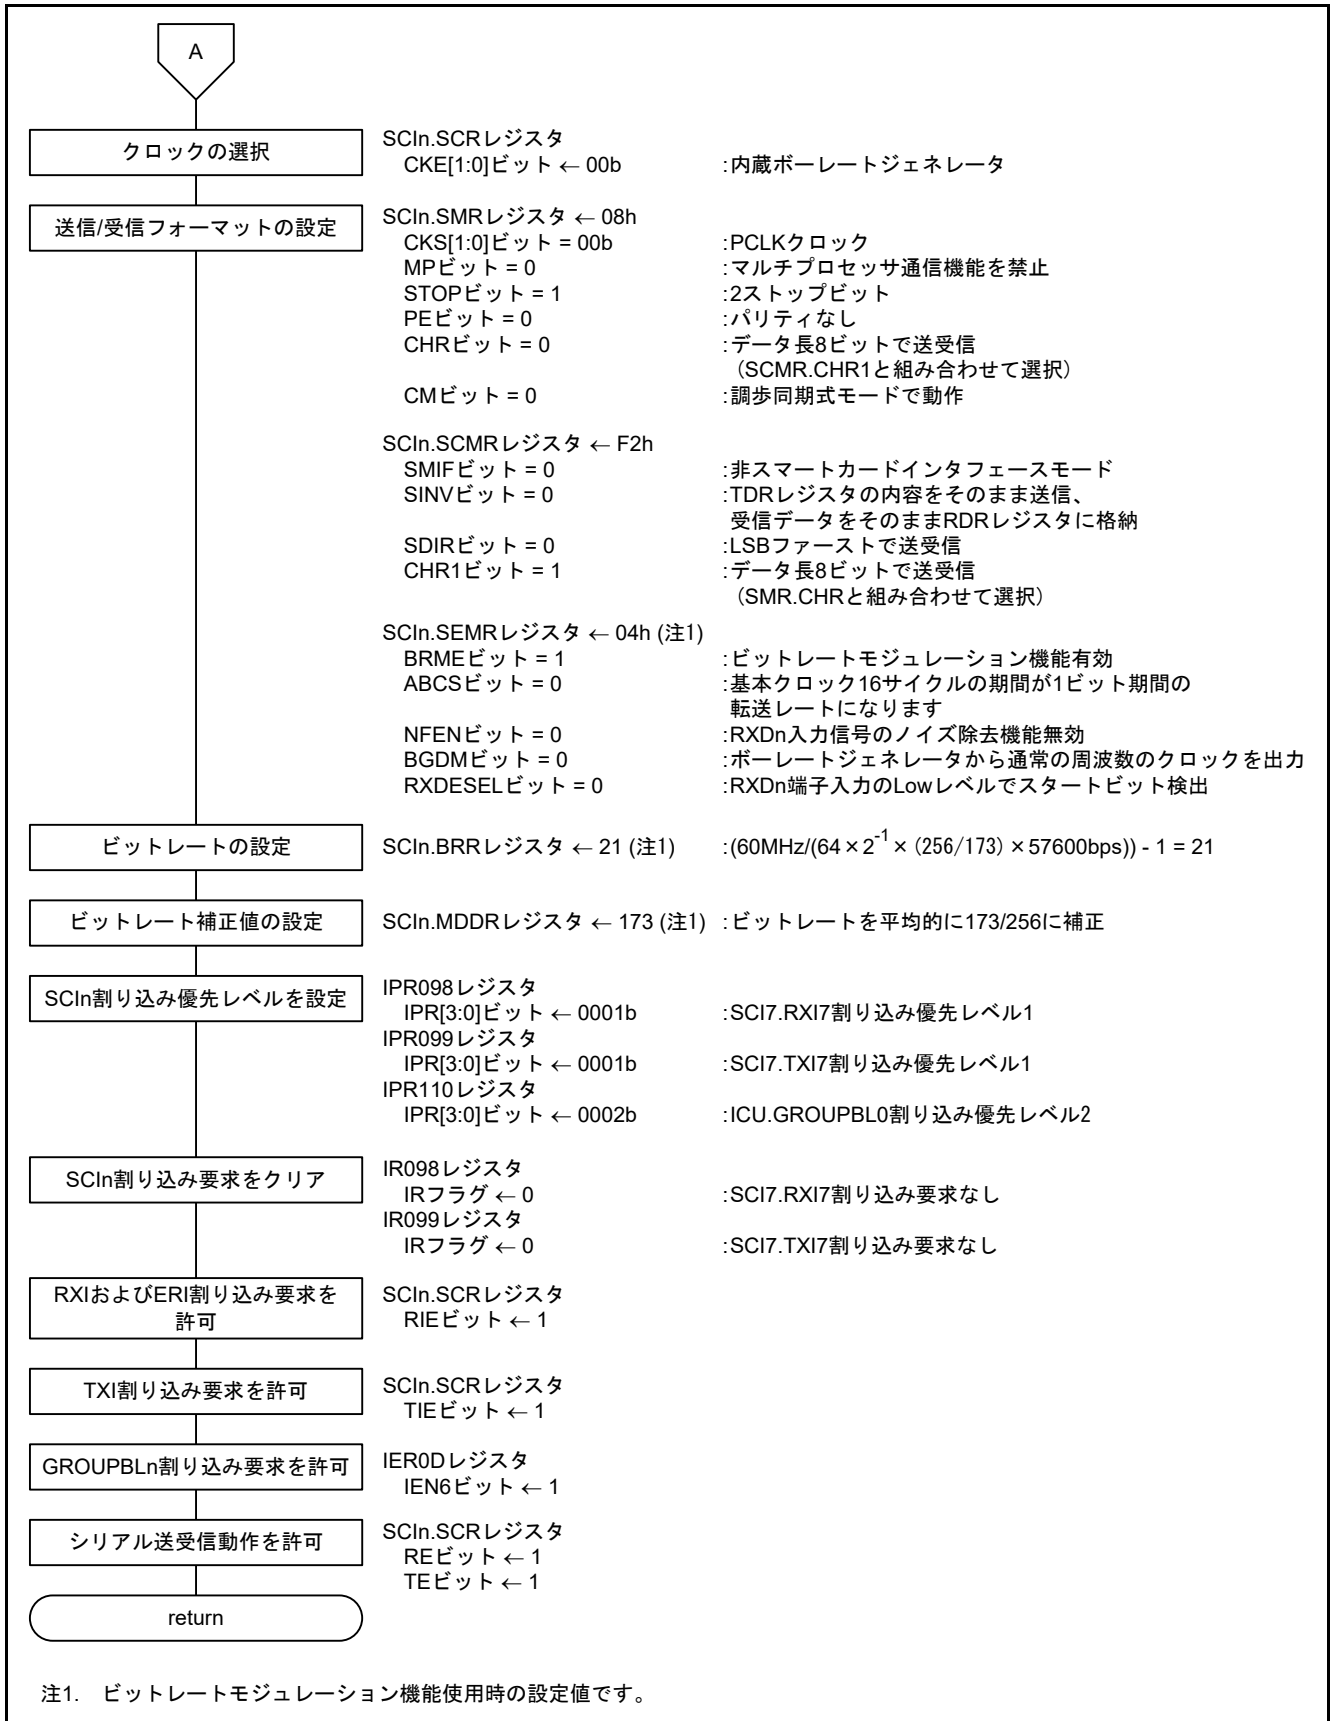 A
クロックの選択
SCIn.SCRレジスタ
CKE[1:0]ビット ← 00b :内蔵ボーレートジェネレータ
送信/受信フォーマットの設定
SCIn.SMRレジスタ ← 08h
CKS[1:0]ビット = 00b :PCLKクロック
MPビット = 0 :マルチプロセッサ通信機能を禁止
STOPビット = 1 :2ストップビット
PEビット = 0 :パリティなし
CHRビット = 0 :データ長8ビットで送受信
(SCMR.CHR1と組み合わせて選択)
CMビット = 0 :調歩同期式モードで動作
SCIn.SCMRレジスタ ← F2h
SMIFビット = 0 :非スマートカードインタフェースモード
SINVビット = 0 :TDRレジスタの内容をそのまま送信、
受信データをそのままRDRレジスタに格納
SDIRビット = 0 :LSBファーストで送受信
CHR1ビット = 1 :データ長8ビットで送受信
(SMR.CHRと組み合わせて選択)
SCIn.SEMRレジスタ ← 04h (注1)
BRMEビット = 1 :ビットレートモジュレーション機能有効
ABCSビット = 0 :基本クロック16サイクルの期間が1ビット期間の
転送レートになります
NFENビット = 0 :RXDn入力信号のノイズ除去機能無効
BGDMビット = 0 :ボーレートジェネレータから通常の周波数のクロックを出力
RXDESELビット = 0 :RXDn端子入力のLowレベルでスタートビット検出
ビットレートの設定 SCIn.BRRレジスタ ← 21 (注1) :(60MHz/(64×2^-1×(256/173)×57600bps)) - 1 = 21
ビットレート補正値の設定 SCIn.MDDRレジスタ ← 173 (注1) :ビットレートを平均的に173/256に補正
SCIn割り込み優先レベルを設定
IPR098レジスタ
IPR[3:0]ビット ← 0001b :SCI7.RXI7割り込み優先レベル1
IPR099レジスタ
IPR[3:0]ビット ← 0001b :SCI7.TXI7割り込み優先レベル1
IPR110レジスタ
IPR[3:0]ビット ← 0002b :ICU.GROUPBL0割り込み優先レベル2
SCIn割り込み要求をクリア
IR098レジスタ
IRフラグ ← 0 :SCI7.RXI7割り込み要求なし
IR099レジスタ
IRフラグ ← 0 :SCI7.TXI7割り込み要求なし
RXIおよびERI割り込み要求を
許可
SCIn.SCRレジスタ
RIEビット ← 1
TXI割り込み要求を許可
SCIn.SCRレジスタ
TIEビット ← 1
GROUPBLn割り込み要求を許可
IER0Dレジスタ
IEN6ビット ← 1
シリアル送受信動作を許可
SCIn.SCRレジスタ
REビット ← 1
TEビット ← 1
return
注1. ビットレートモジュレーション機能使用時の設定値です。